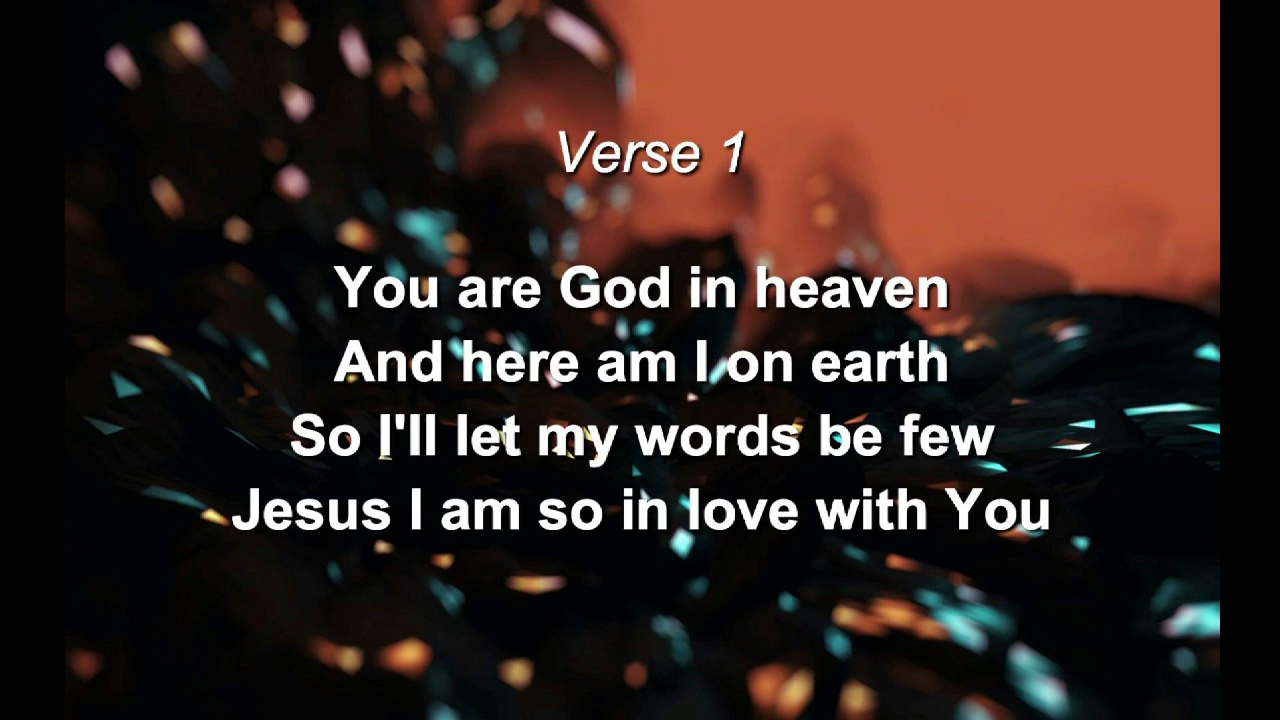 Verse 1
You are God in heaven
And here am I on earth
So I'll let my words be few
Jesus I am so in love with You